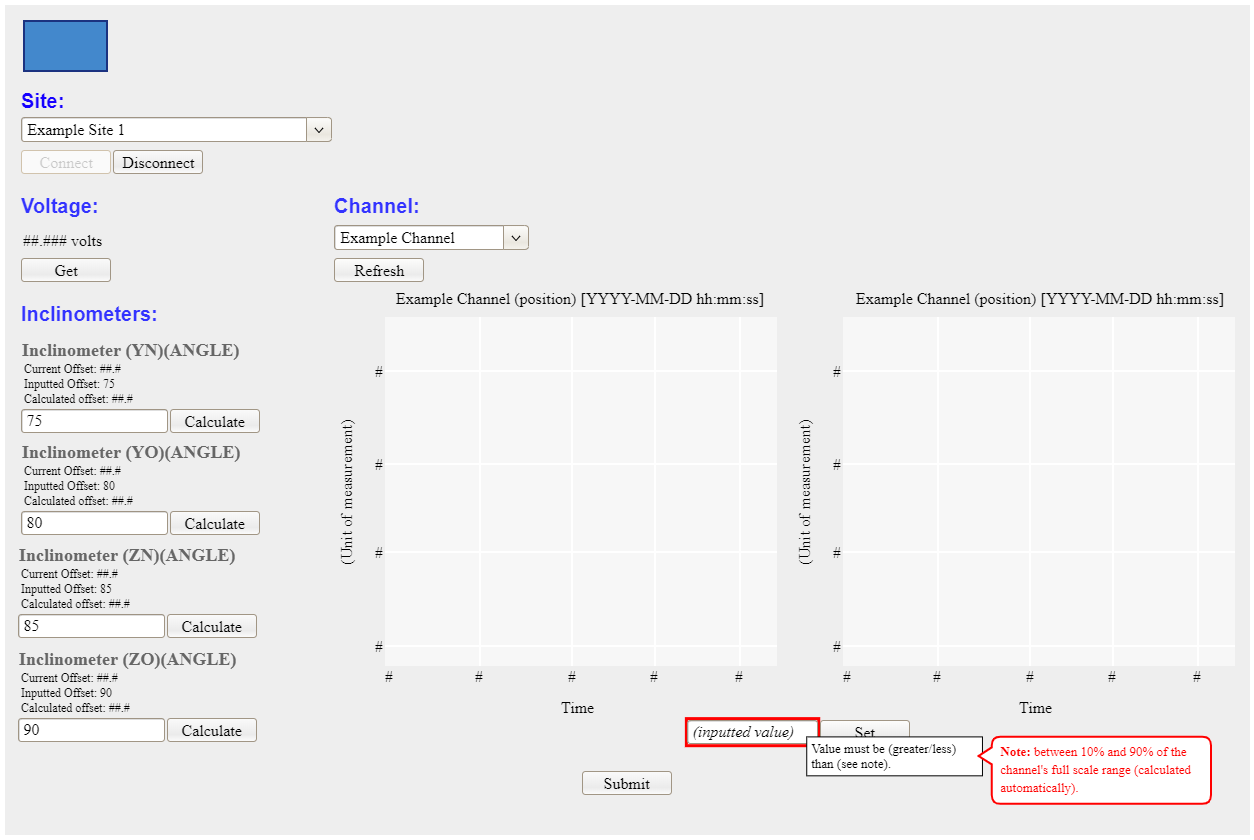 Site:
Example Site 1
Connect
Disconnect
Voltage:
##.### volts
Get
Channel:
Example Channel
Refresh
Inclinometers:
Inclinometer (YN)(ANGLE)
Current Offset: ##.#
Inputted Offset: 75
Calculated offset: ##.#
75
Calculate
Inclinometer (YO)(ANGLE)
Current Offset: ##.#
Inputted Offset: 80
Calculated offset: ##.#
80
Calculate
Inclinometer (ZN)(ANGLE)
Current Offset: ##.#
Inputted Offset: 85
Calculated offset: ##.#
85
Calculate
Inclinometer (ZO)(ANGLE)
Current Offset: ##.#
Inputted Offset: 90
Calculated offset: ##.#
90
Calculate
Example Channel (position) [YYYY-MM-DD hh:mm:ss]
(Unit of measurement)
#
#
#
#
# # # # #
Time
Example Channel (position) [YYYY-MM-DD hh:mm:ss]
(Unit of measurement)
#
#
#
#
# # # # #
Time
(inputted value)
Set
Value must be (greater/less)
than (see note).
Note: between 10% and 90% of the
channel's full scale range (calculated
automatically).
Submit